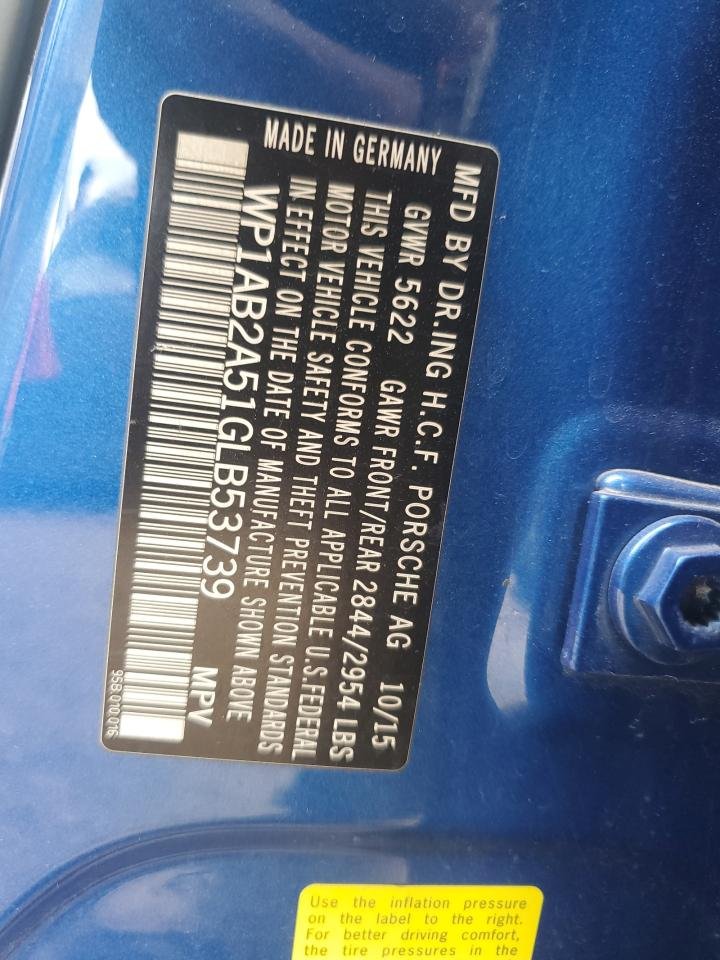 MFD BY DR.ING H.C.F. PORSCHE AG 10/15
GVWR 5622 GAWR FRONT/REAR 2844/2954 LBS
THIS VEHICLE CONFORMS TO ALL APPLICABLE U.S.FEDERAL
MOTOR VEHICLE SAFETY AND THEFT PREVENTION STANDARDS
IN EFFECT ON THE DATE OF MANUFACTURE SHOWN ABOVE
WP1AB2A51GLB53739 MPV
MADE IN GERMANY
958.010.016
Use the inflation pressure
on the label to the right.
For better driving comfort,
the tire pressures in the